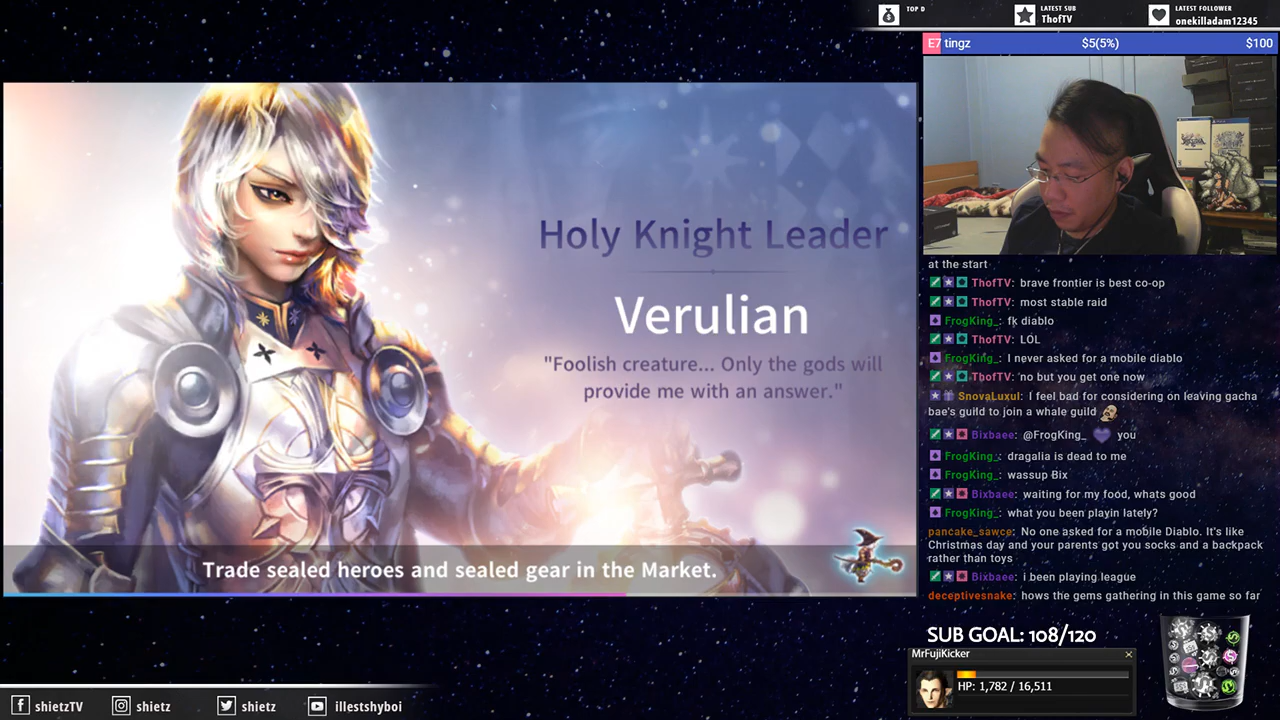 TOP D
LATEST SUB
ThofTV
LATEST FOLLOWER
onekilladam12345
E7 tingz
$5(5%)
$100
Holy Knight Leader
Verulian
"Foolish creature... Only the gods will
provide me with an answer."
Trade sealed heroes and sealed gear in the Market.
at the start
ThofTV: brave frontier is best co-op
ThofTV: most stable raid
FrogKing_: fk diablo
ThofTV: LOL
FrogKing_: I never asked for a mobile diablo
ThofTV: 'no but you get one now
SnovaLuxul: I feel bad for considering on leaving gacha
bae's guild to join a whale guild
Bixbaee: @FrogKing_ you
FrogKing_: dragalia is dead to me
FrogKing_: wassup Bix
Bixbaee: waiting for my food, whats good
FrogKing_: what you been playin lately?
pancake_sawce: No one asked for a mobile Diablo. It's like
Christmas day and your parents got you socks and a backpack
rather than toys
Bixbaee: i been playing league
deceptivesnake: hows the gems gathering in this game so far
SUB GOAL: 108/120
MrFujiKicker
HP: 1,782 / 16,511
shietzTV
shietz
shietz
illestshyboi